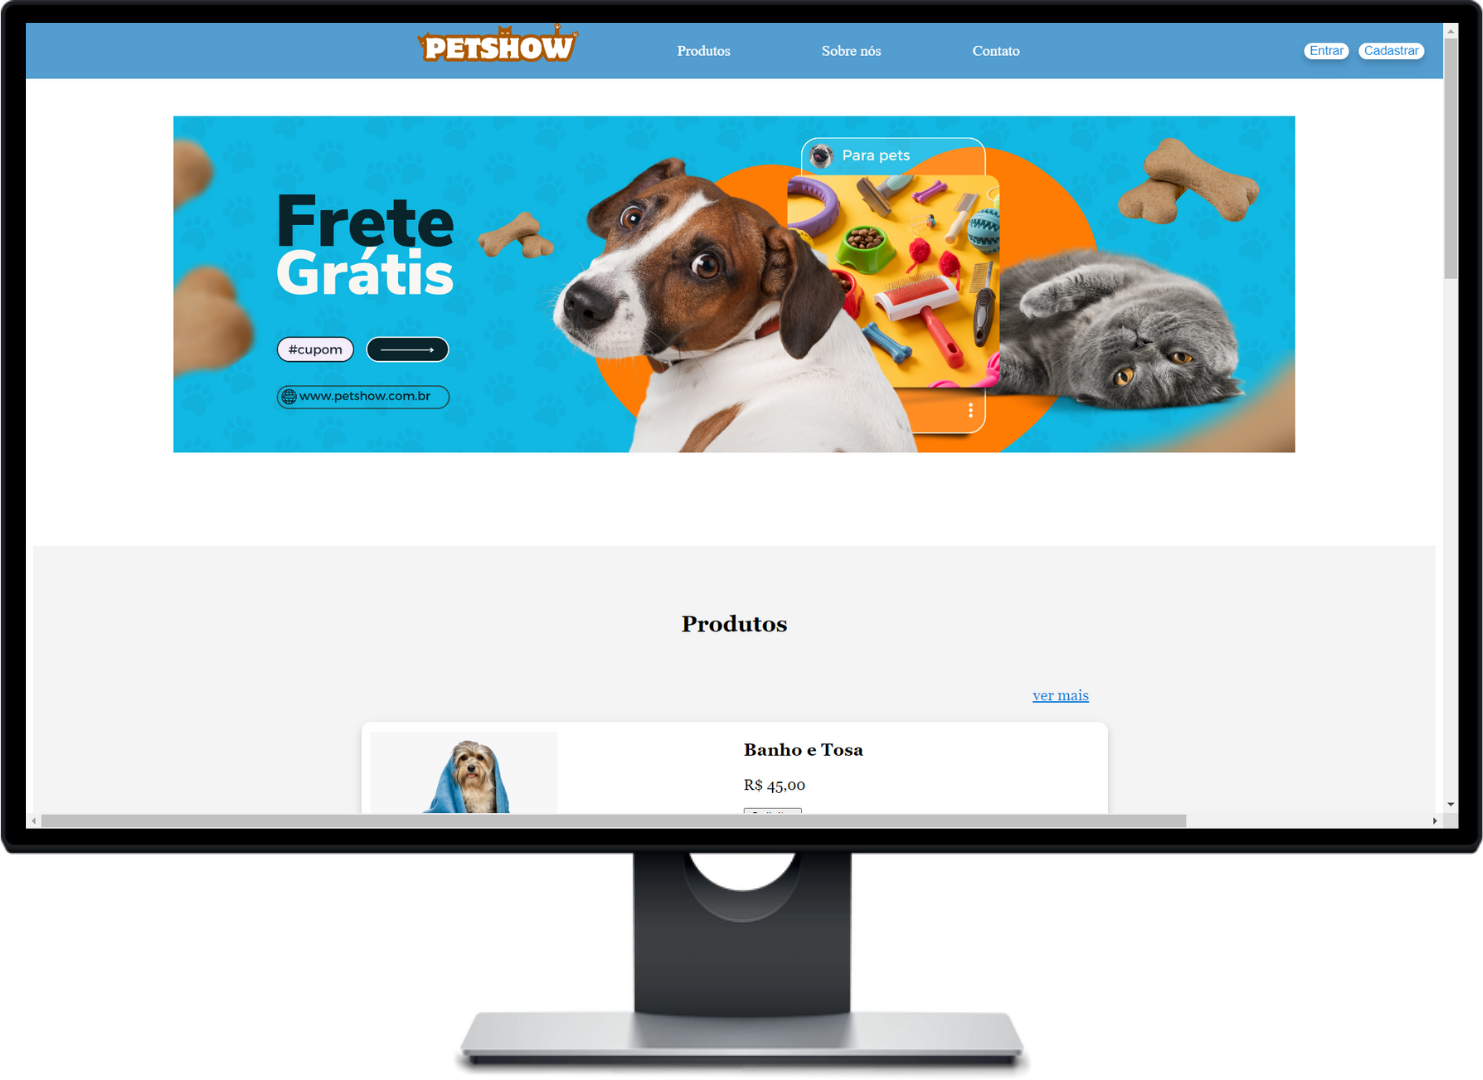 PETSHOW
Produtos
Sobre nós
Contato
Entrar
Cadastrar
Para pets
Frete
Grátis
#cupom
www.petshow.com.br
Produtos
ver mais
Banho e Tosa
R$ 45,00